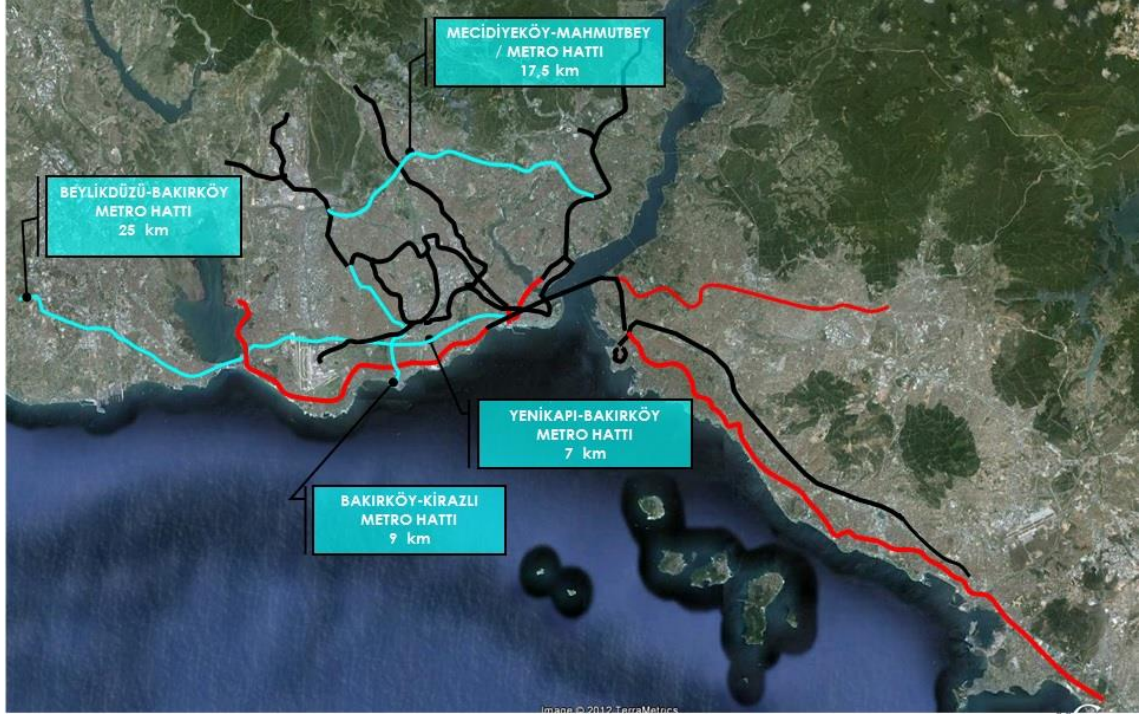 MECİDİYEKÖY-MAHMUTBEY
/ METRO HATTI
17,5 km
BEYLİKDÜZÜ-BAKIRKÖY
METRO HATTI
25 km
YENİKAPI-BAKIRKÖY
METRO HATTI
7 km
BAKIRKÖY-KİRAZLI
METRO HATTI
9 km
Image © 2012 TerraMetrics